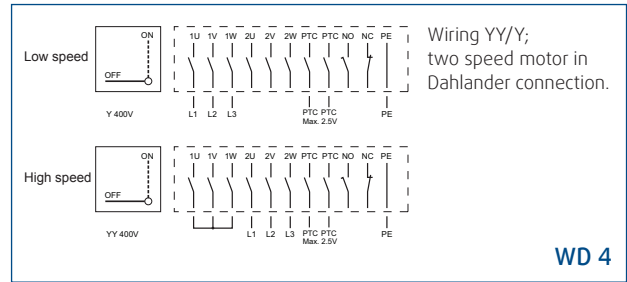 Low speed
ON
OFF
Y 400V
1U 1V 1W 2U 2V 2W PTC PTC NO NC PE
L1 L2 L3 PTC PTC PE
Max. 2.5V
Wiring YY/Y;
two speed motor in
Dahlander connection.
High speed
ON
OFF
YY 400V
1U 1V 1W 2U 2V 2W PTC PTC NO NC PE
L1 L2 L3 PTC PTC PE
Max. 2.5V
WD 4